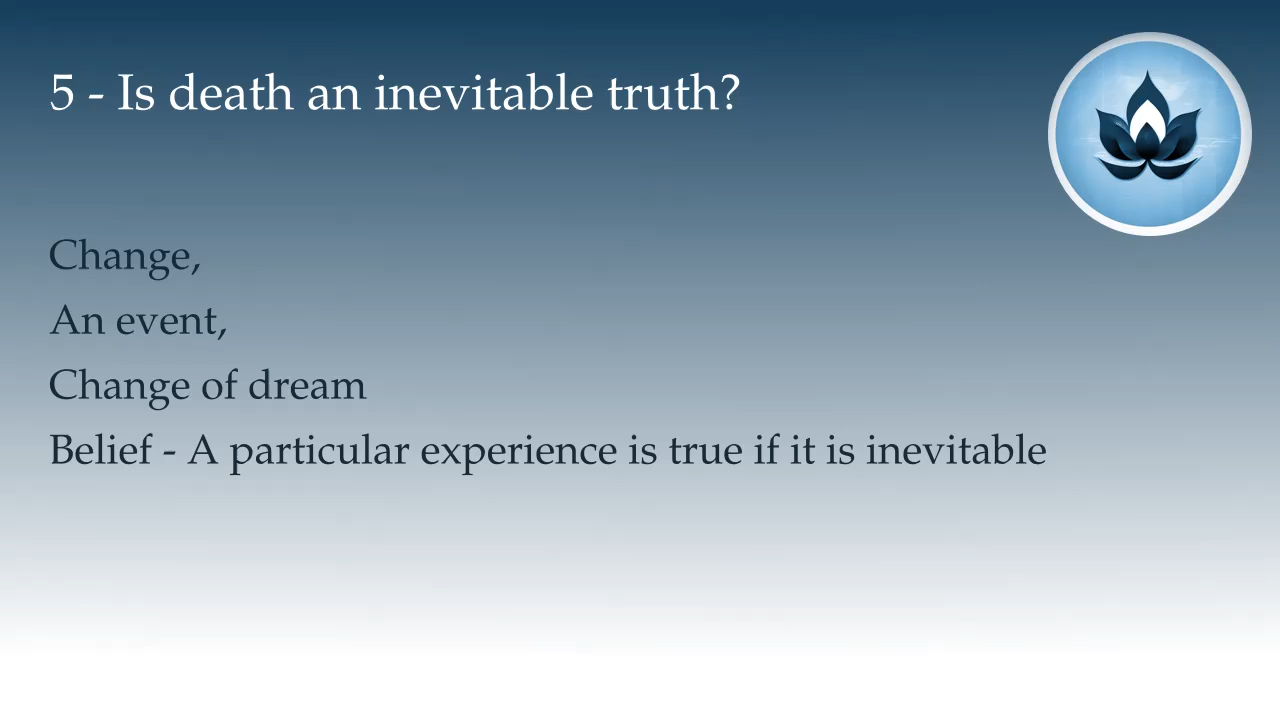 5 - Is death an inevitable truth?
Change,
An event,
Change of dream
Belief - A particular experience is true if it is inevitable